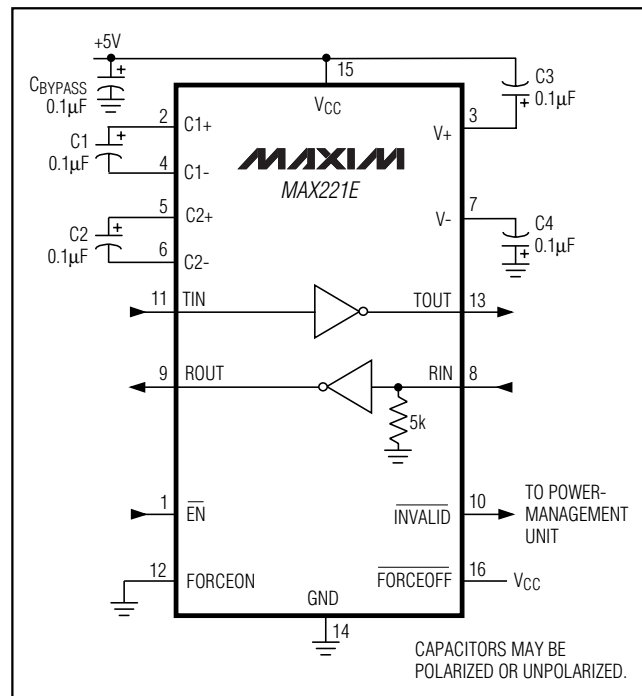 +5V
CBYPASS
0.1µF
+
15
VCC
C3
0.1µF
+
2
C1+
3
V+
C1
0.1µF
+
4
C1-
MAXIM
MAX221E
5
C2+
7
V-
C2
0.1µF
+
6
C2-
C4
0.1µF
+
11
TIN
TOUT
13
9
ROUT
RIN
8
5k
1
EN
INVALID
10
TO POWER-
MANAGEMENT
UNIT
12
FORCEON
FORCEOFF
16
VCC
GND
14
CAPACITORS MAY BE
POLARIZED OR UNPOLARIZED.